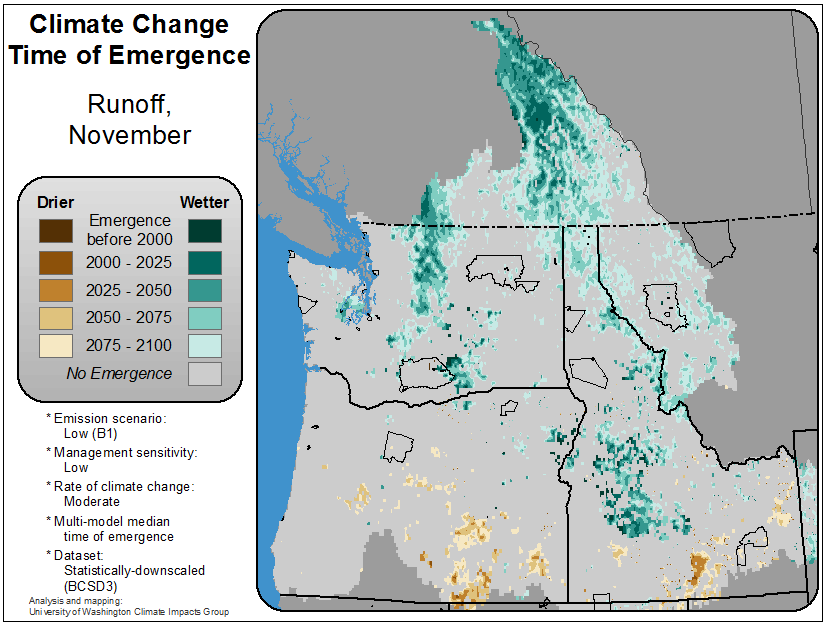 Climate Change
Time of Emergence
Runoff,
November
Drier
Wetter
Emergence
before 2000
2000 - 2025
2025 - 2050
2050 - 2075
2075 - 2100
No Emergence
* Emission scenario:
Low (B1)
* Management sensitivity:
Low
* Rate of climate change:
Moderate
* Multi-model median
time of emergence
* Dataset:
Statistically-downscaled
(BCSD3)
Analysis and mapping:
University of Washington Climate Impacts Group